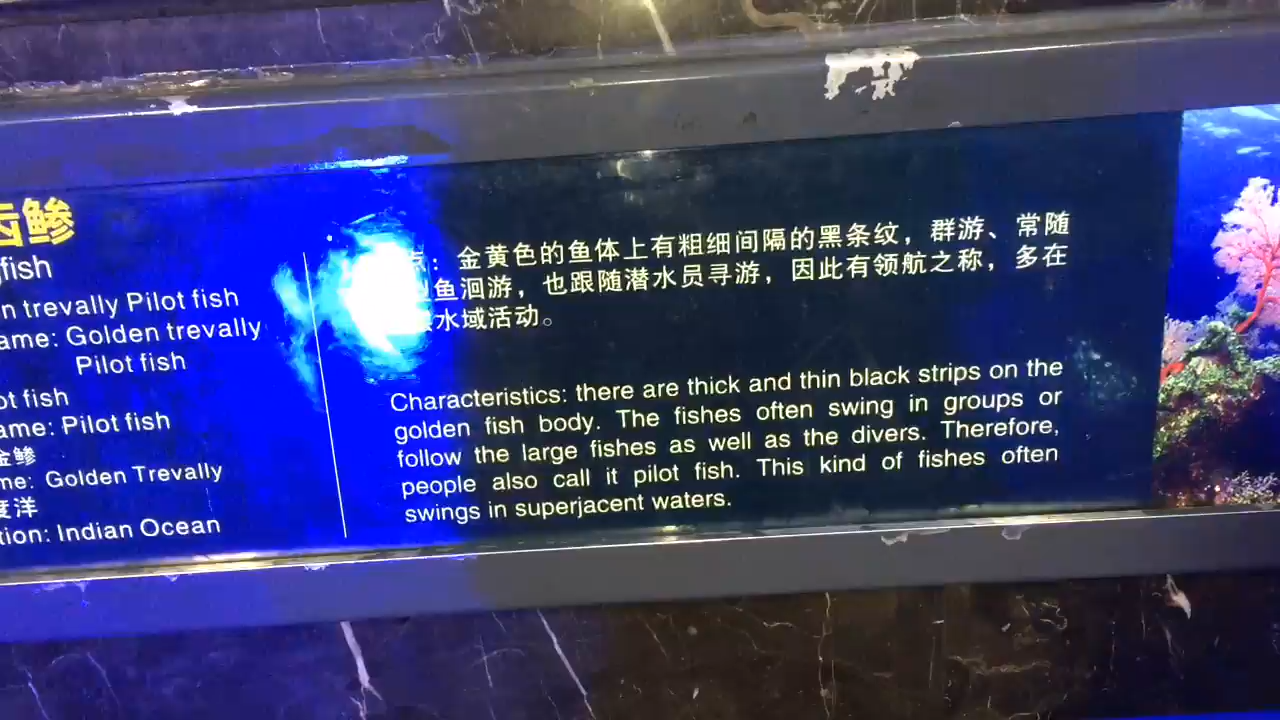 齿鲹
fish
n trevally Pilot fish
ame: Golden trevally
Pilot fish
ot fish
ame: Pilot fish
金鲹
me: Golden Trevally
度洋
tion: Indian Ocean
点：金黄色的鱼体上有粗细间隔的黑条纹，群游、常随
鱼洄游，也跟随潜水员寻游，因此有领航之称，多在
水域活动。
Characteristics: there are thick and thin black strips on the
golden fish body. The fishes often swing in groups or
follow the large fishes as well as the divers. Therefore,
people also call it pilot fish. This kind of fishes often
swings in superjacent waters.